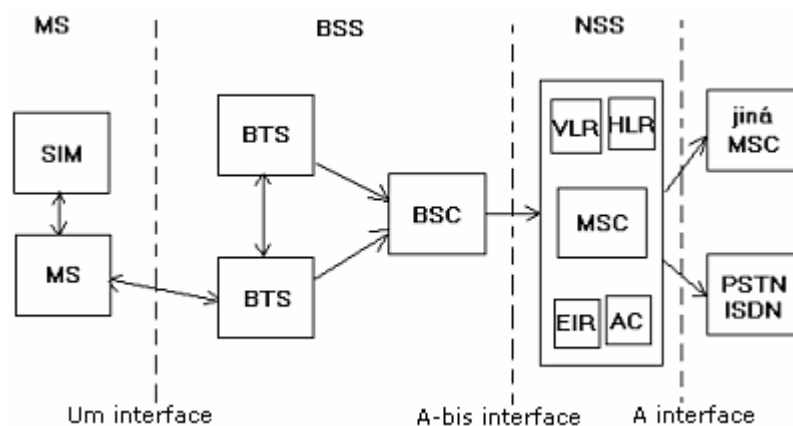 MS
BSS
NSS
SIM
MS
BTS
BTS
BSC
VLR
HLR
MSC
EIR
AC
jiná
MSC
PSTN
ISDN
Um interface
A-bis interface
A interface